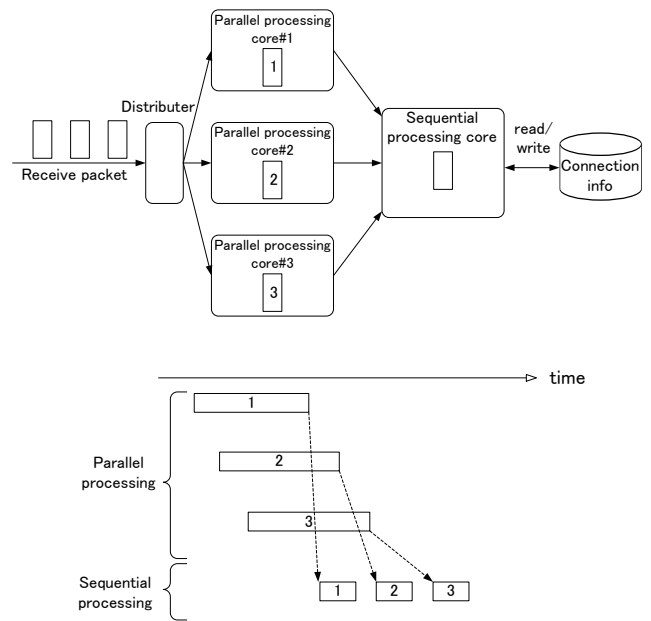 Parallel processing
core#1
1
Distributer
Receive packet
Parallel processing
core#2
2
Parallel processing
core#3
3
Sequential
processing core
read/
write
Connection
info
time
Parallel
processing
1
2
3
Sequential
processing
1
2
3